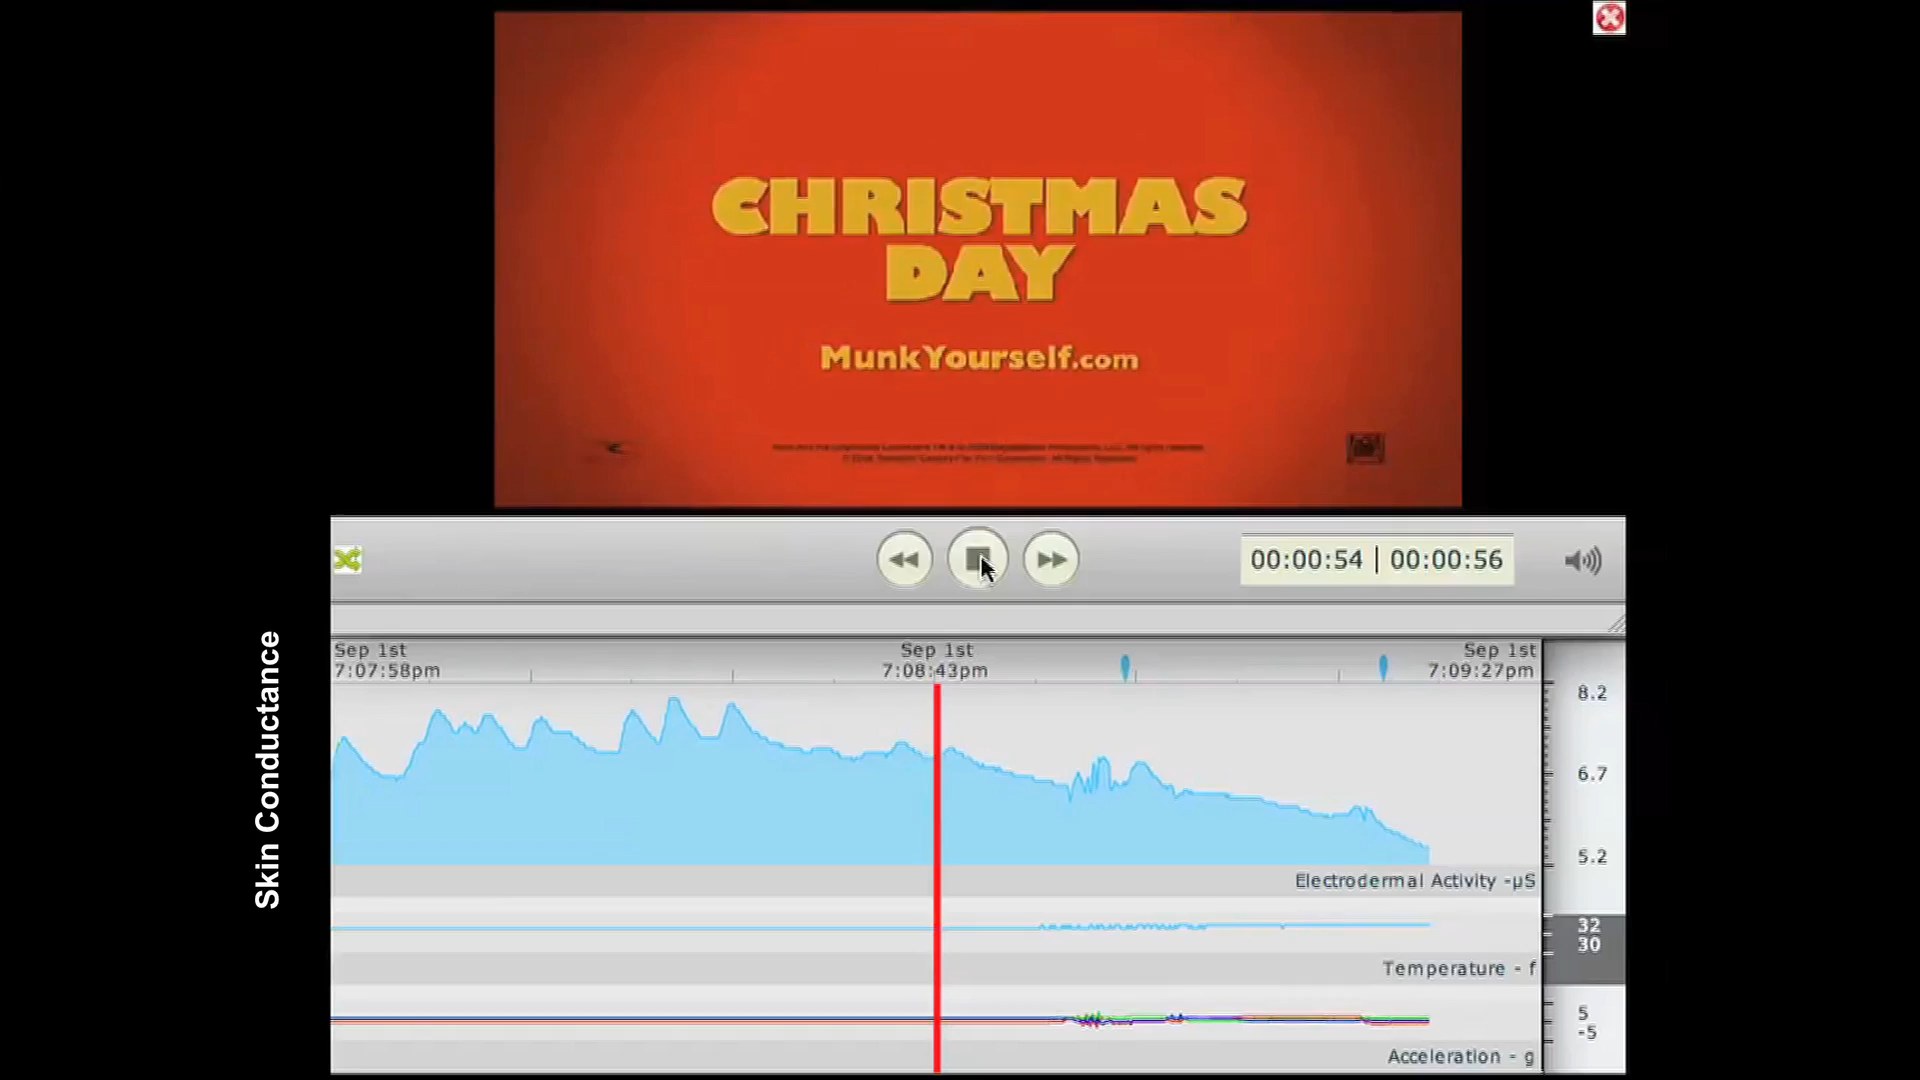 CHRISTMAS
DAY
MunkYourself.com
00:00:54 | 00:00:56
Skin Conductance
Sep 1st
7:07:58pm
Sep 1st
7:08:43pm
Sep 1st
7:09:27pm
8.2
6.7
5.2
Electrodermal Activity -µS
32
30
Temperature - f
5
-5
Acceleration - g